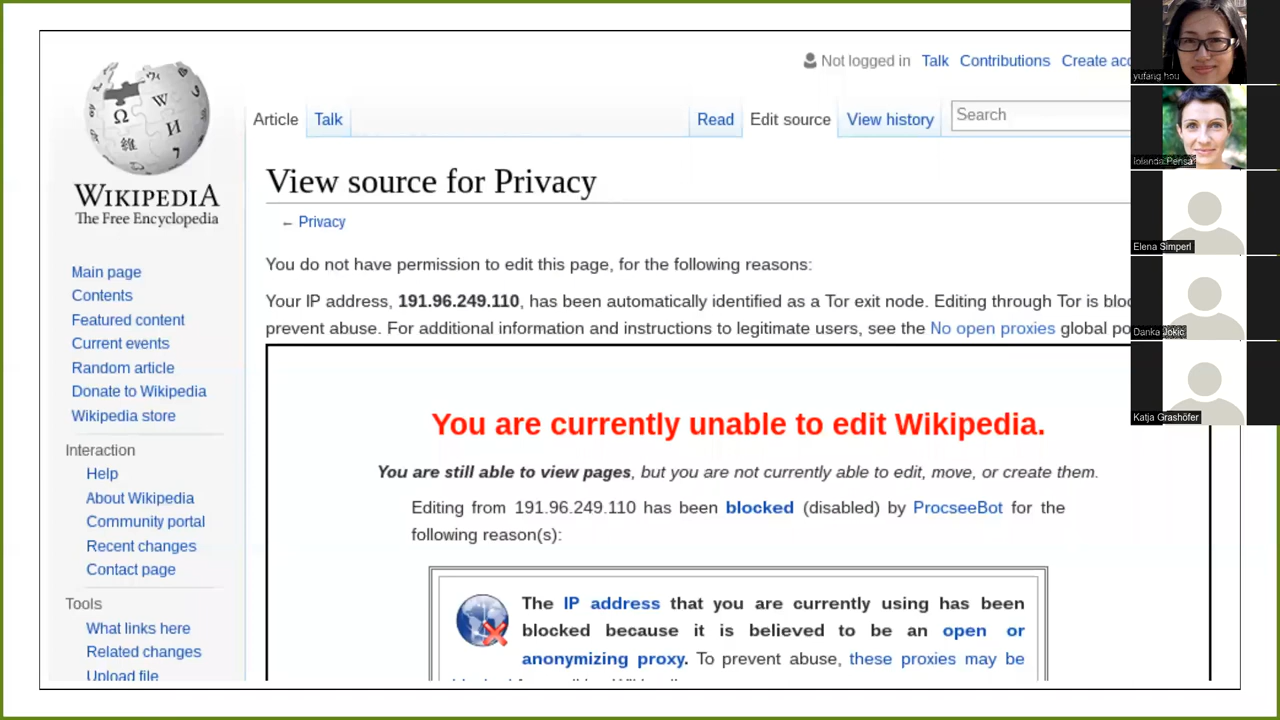 Not logged in Talk Contributions Create acc
Article Talk Read Edit source View history Search
WIKIPEDIA
The Free Encyclopedia
View source for Privacy
← Privacy
You do not have permission to edit this page, for the following reasons:
Your IP address, 191.96.249.110, has been automatically identified as a Tor exit node. Editing through Tor is bloc
prevent abuse. For additional information and instructions to legitimate users, see the No open proxies global po
Main page
Contents
Featured content
Current events
Random article
Donate to Wikipedia
Wikipedia store
Interaction
Help
About Wikipedia
Community portal
Recent changes
Contact page
Tools
What links here
Related changes
Upload file
You are currently unable to edit Wikipedia.
You are still able to view pages, but you are not currently able to edit, move, or create them.
Editing from 191.96.249.110 has been blocked (disabled) by ProcseeBot for the
following reason(s):
The IP address that you are currently using has been
blocked because it is believed to be an open or
anonymizing proxy. To prevent abuse, these proxies may be
yufang hou
Iolanda Pensa
Elena Simperl
Danka Jokic
Katja Grashöfer